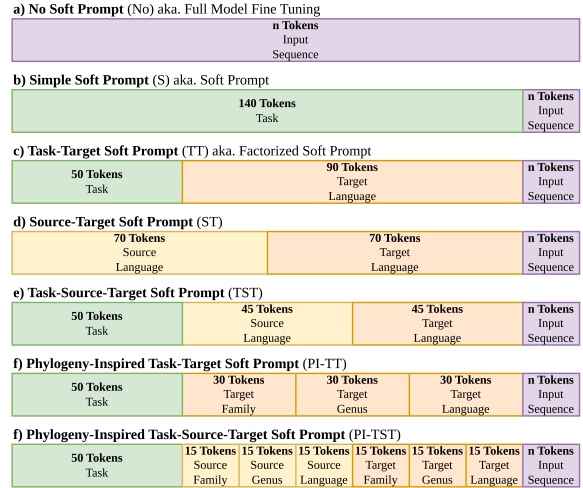 a) No Soft Prompt (No) aka. Full Model Fine Tuning
n Tokens
Input
Sequence
b) Simple Soft Prompt (S) aka. Soft Prompt
140 Tokens
Task
n Tokens
Input
Sequence
c) Task-Target Soft Prompt (TT) aka. Factorized Soft Prompt
50 Tokens
Task
90 Tokens
Target
Language
n Tokens
Input
Sequence
d) Source-Target Soft Prompt (ST)
70 Tokens
Source
Language
70 Tokens
Target
Language
n Tokens
Input
Sequence
e) Task-Source-Target Soft Prompt (TST)
50 Tokens
Task
45 Tokens
Source
Language
45 Tokens
Target
Language
n Tokens
Input
Sequence
f) Phylogeny-Inspired Task-Target Soft Prompt (PI-TT)
50 Tokens
Task
30 Tokens
Target
Family
30 Tokens
Target
Genus
30 Tokens
Target
Language
n Tokens
Input
Sequence
f) Phylogeny-Inspired Task-Source-Target Soft Prompt (PI-TST)
50 Tokens
Task
15 Tokens
Source
Family
15 Tokens
Source
Genus
15 Tokens
Source
Language
15 Tokens
Target
Family
15 Tokens
Target
Genus
15 Tokens
Target
Language
n Tokens
Input
Sequence